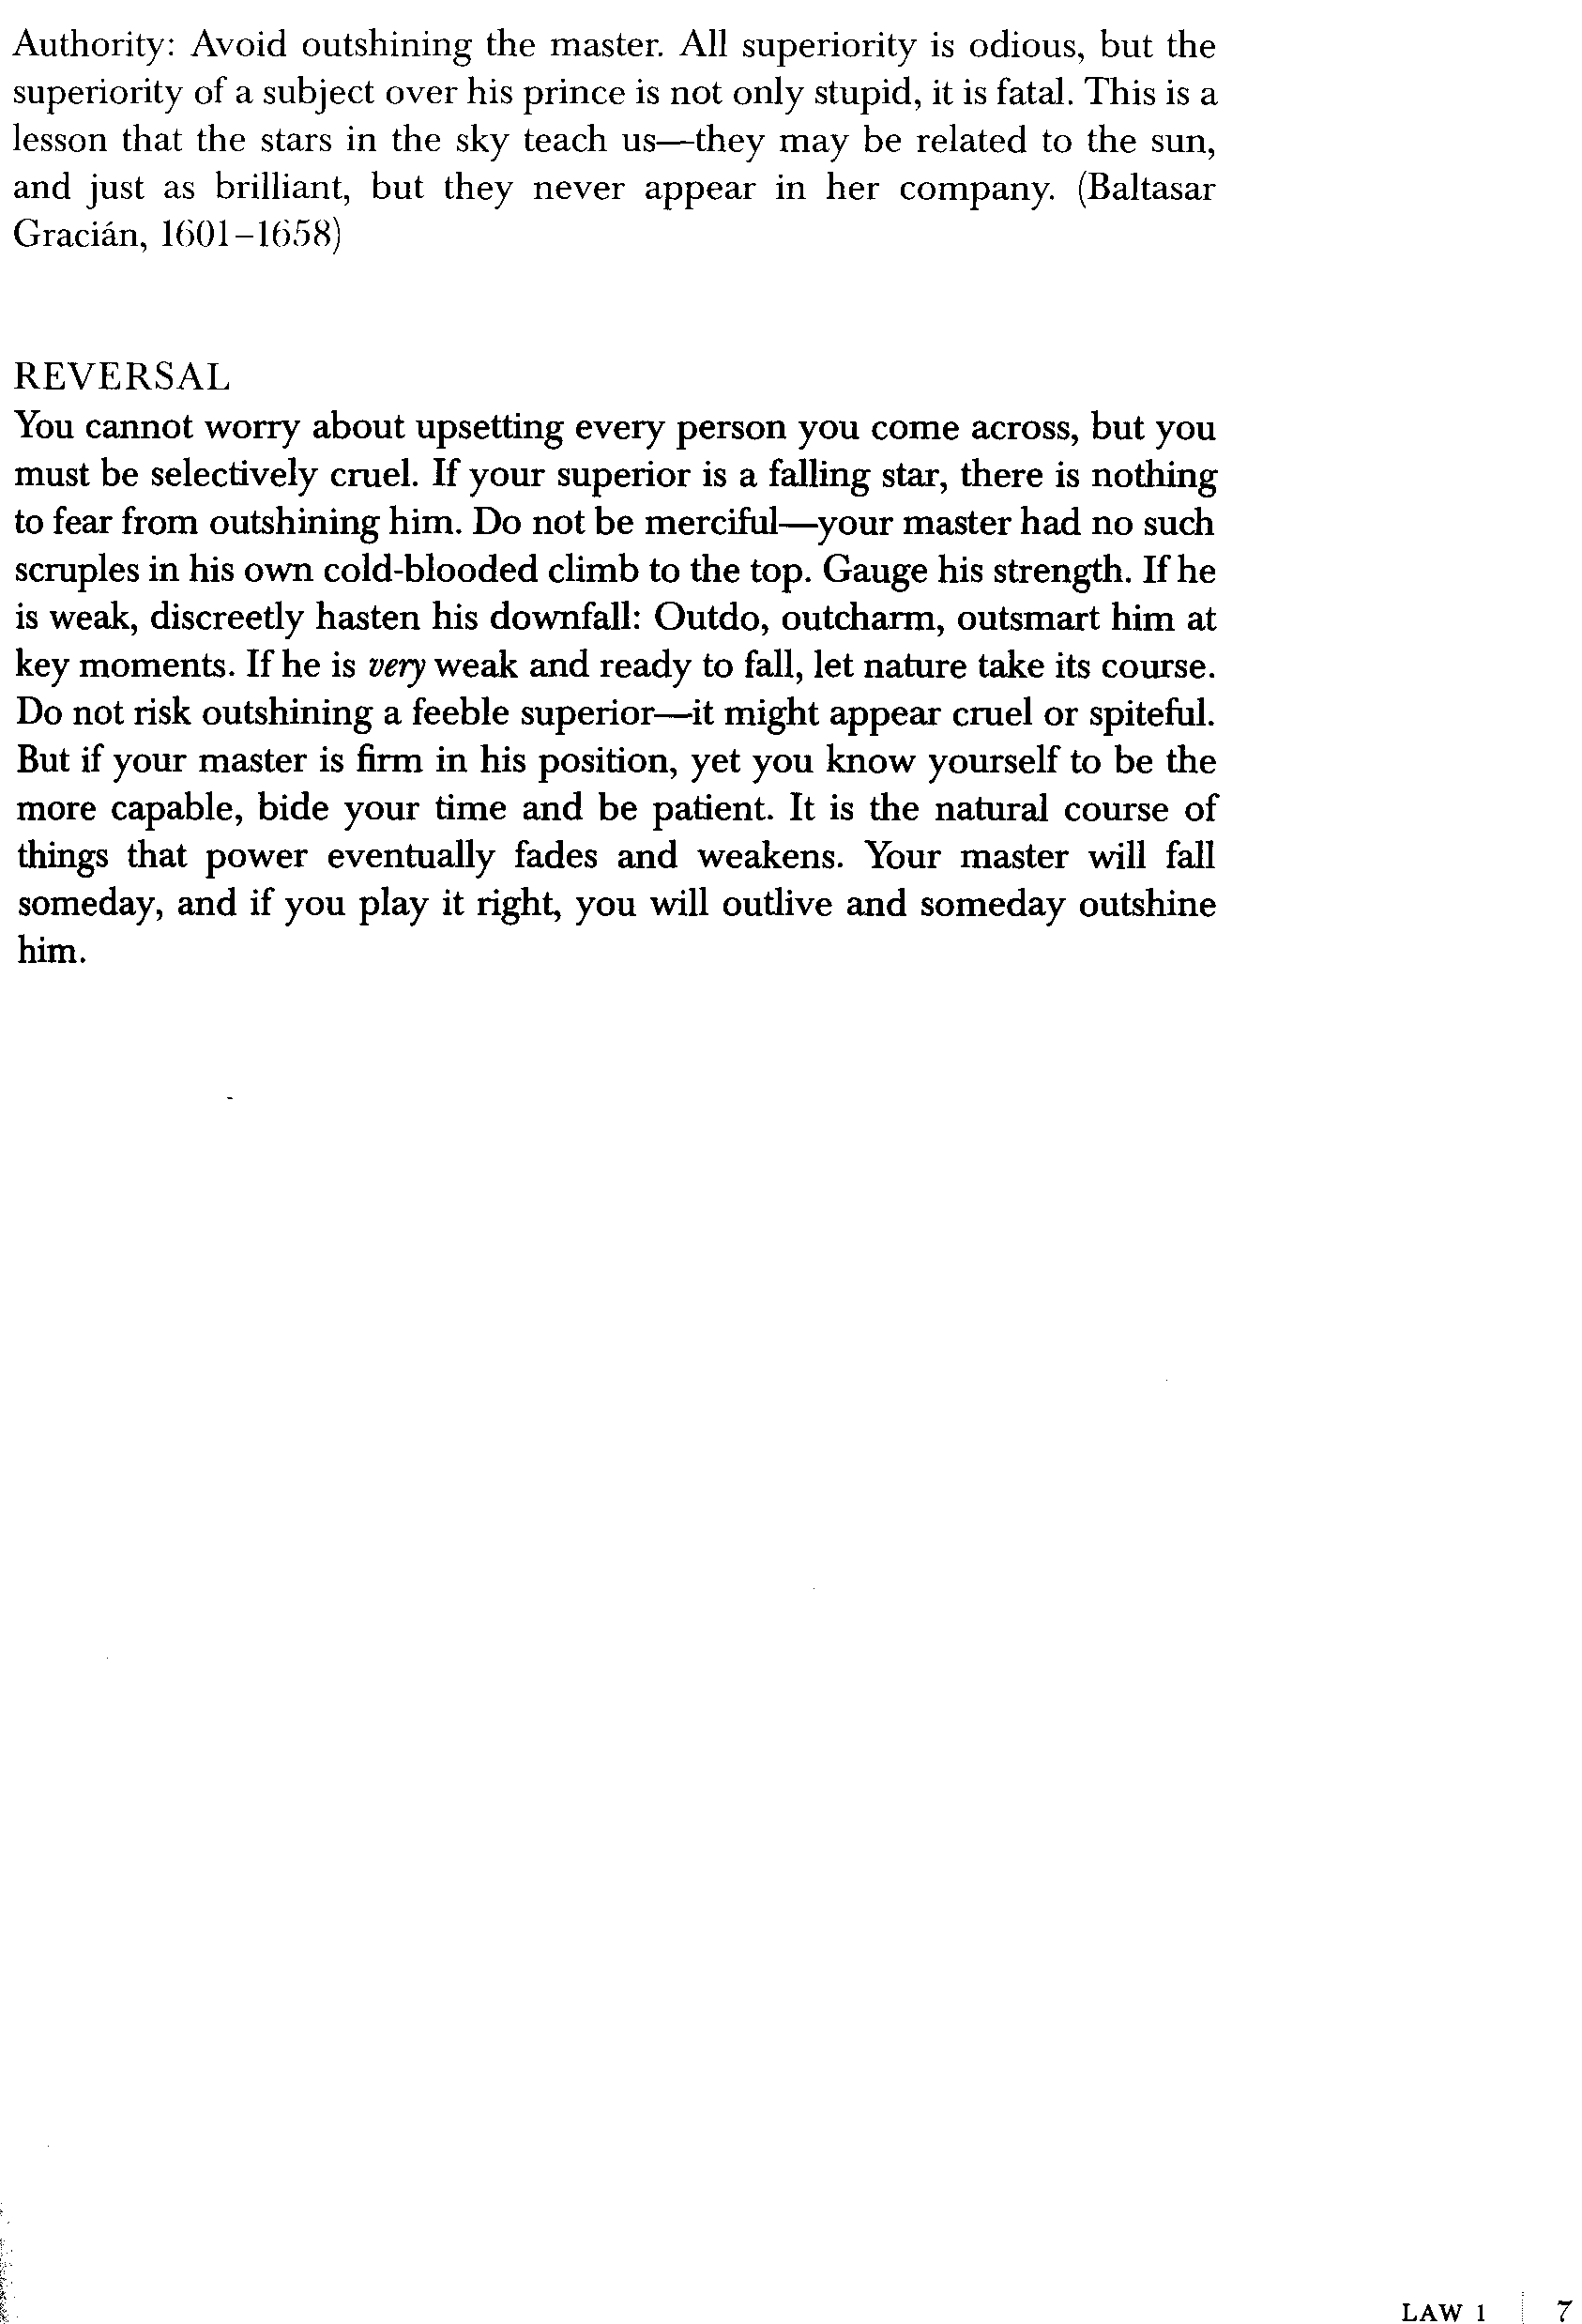 Authority: Avoid outshining the master. All superiority is odious, but the
superiority of a subject over his prince is not only stupid, it is fatal. This is a
lesson that the stars in the sky teach us—they may be related to the sun,
and just as brilliant, but they never appear in her company. (Baltasar
Gracián, 1601–1658)
REVERSAL
You cannot worry about upsetting every person you come across, but you
must be selectively cruel. If your superior is a falling star, there is nothing
to fear from outshining him. Do not be merciful—your master had no such
scruples in his own cold-blooded climb to the top. Gauge his strength. If he
is weak, discreetly hasten his downfall: Outdo, outcharm, outsmart him at
key moments. If he is very weak and ready to fall, let nature take its course.
Do not risk outshining a feeble superior—it might appear cruel or spiteful.
But if your master is firm in his position, yet you know yourself to be the
more capable, bide your time and be patient. It is the natural course of
things that power eventually fades and weakens. Your master will fall
someday, and if you play it right, you will outlive and someday outshine
him.
LAW 1 | 7